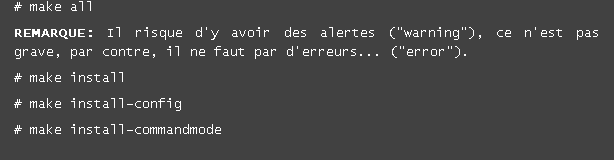 # make all
REMARQUE: Il risque d'y avoir des alertes ("warning"), ce n'est pas
grave, par contre, il ne faut par d'erreurs... ("error").
# make install
# make install-config
# make install-commandmode